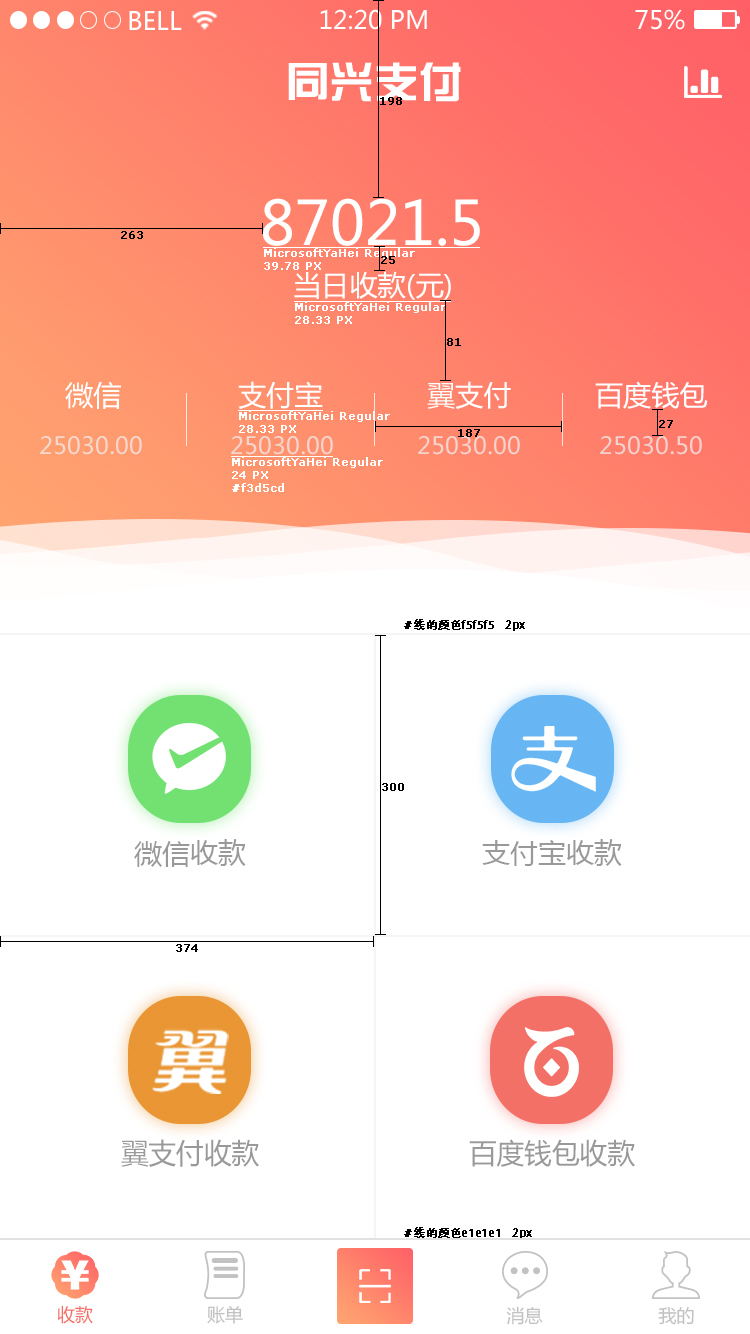 BELL 12:20 PM 75%
同兴支付
198
87021.5
263
MicrosoftYaHei Regular
39.78 PX
25
当日收款(元)
MicrosoftYaHei Regular
28.33 PX
81
微信 支付宝 翼支付 百度钱包
MicrosoftYaHei Regular
28.33 PX
187
27
25030.00 25030.00 25030.00 25030.50
MicrosoftYaHei Regular
24 PX
#f3d5cd
#线的颜色f5f5f5 2px
300
微信收款 支付宝收款
374
翼支付收款 百度钱包收款
#线的颜色e1e1e1 2px
收款 账单 消息 我的